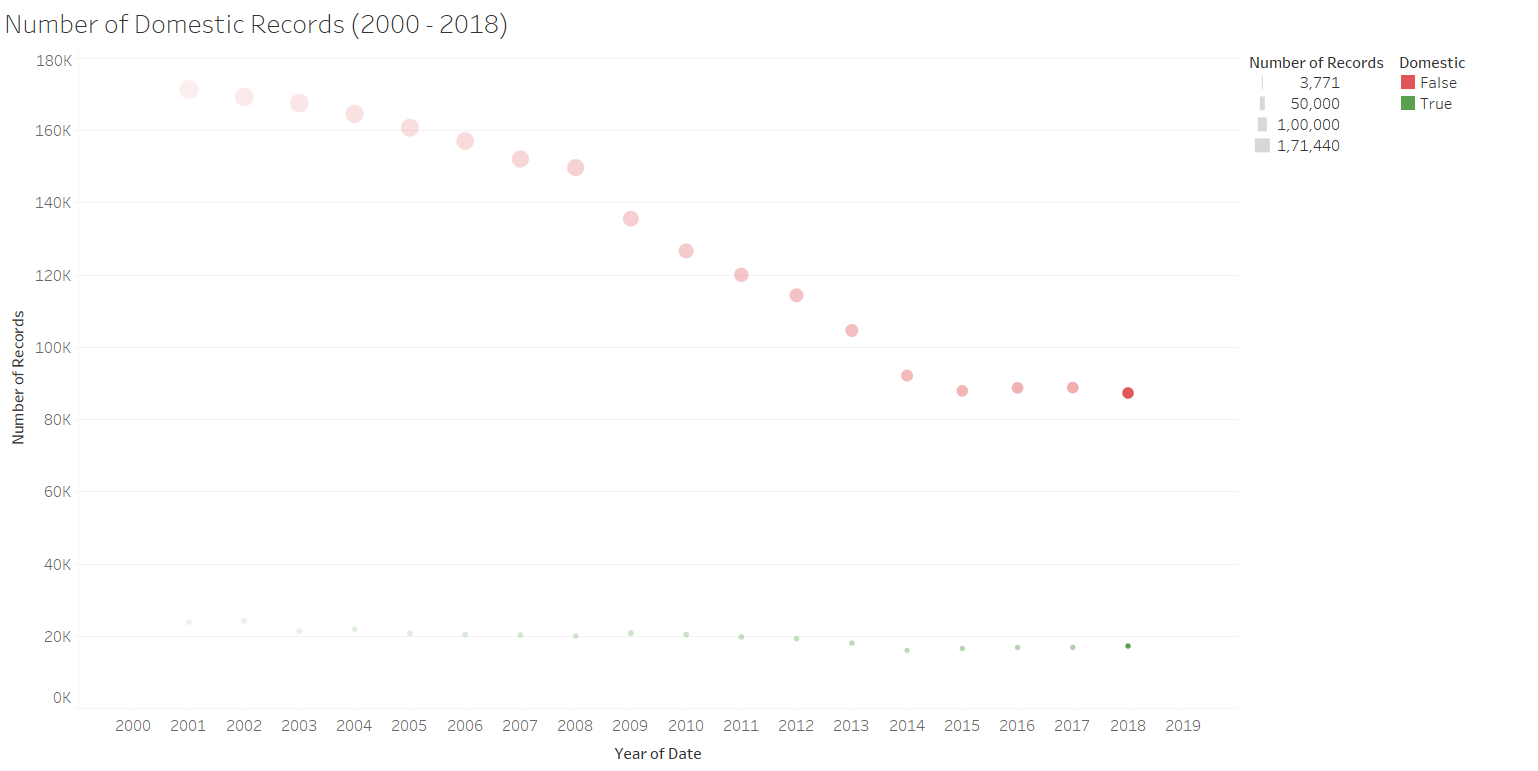 Number of Domestic Records (2000 - 2018)
Number of Records
3,771
50,000
1,00,000
1,71,440
Domestic
False
True
Number of Records
180K
160K
140K
120K
100K
80K
60K
40K
20K
0K
2000 2001 2002 2003 2004 2005 2006 2007 2008 2009 2010 2011 2012 2013 2014 2015 2016 2017 2018 2019
Year of Date